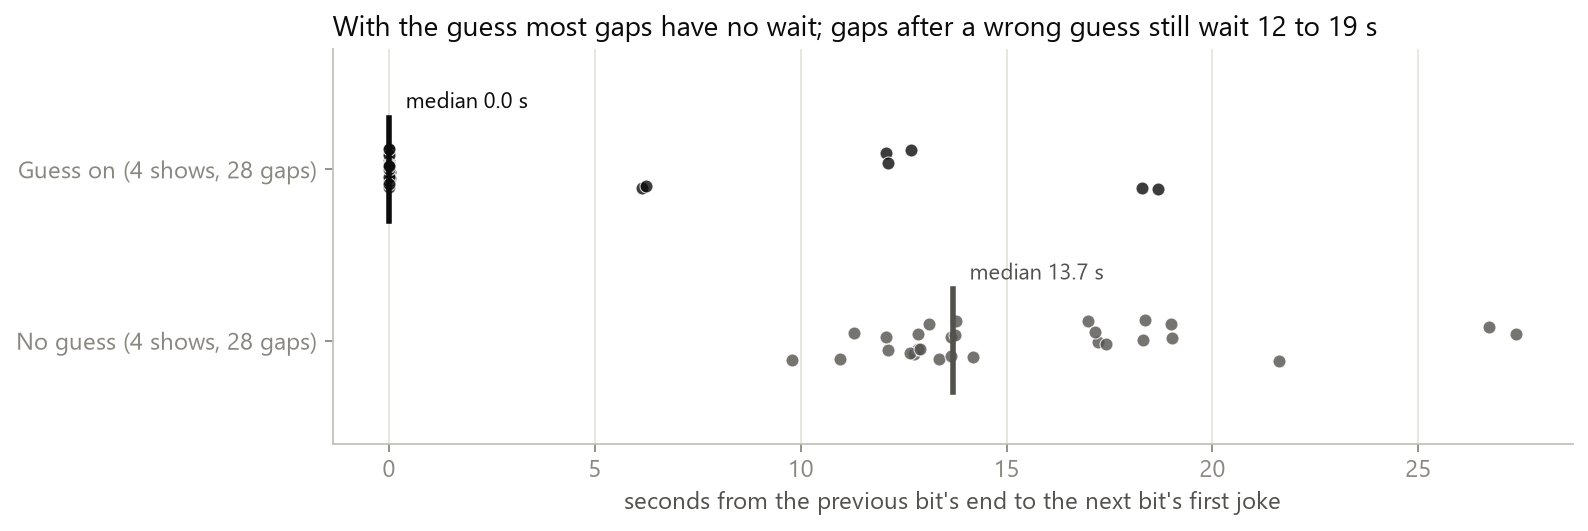 With the guess most gaps have no wait; gaps after a wrong guess still wait 12 to 19 s
median 0.0 s
Guess on (4 shows, 28 gaps)
median 13.7 s
No guess (4 shows, 28 gaps)
0 5 10 15 20 25
seconds from the previous bit's end to the next bit's first joke